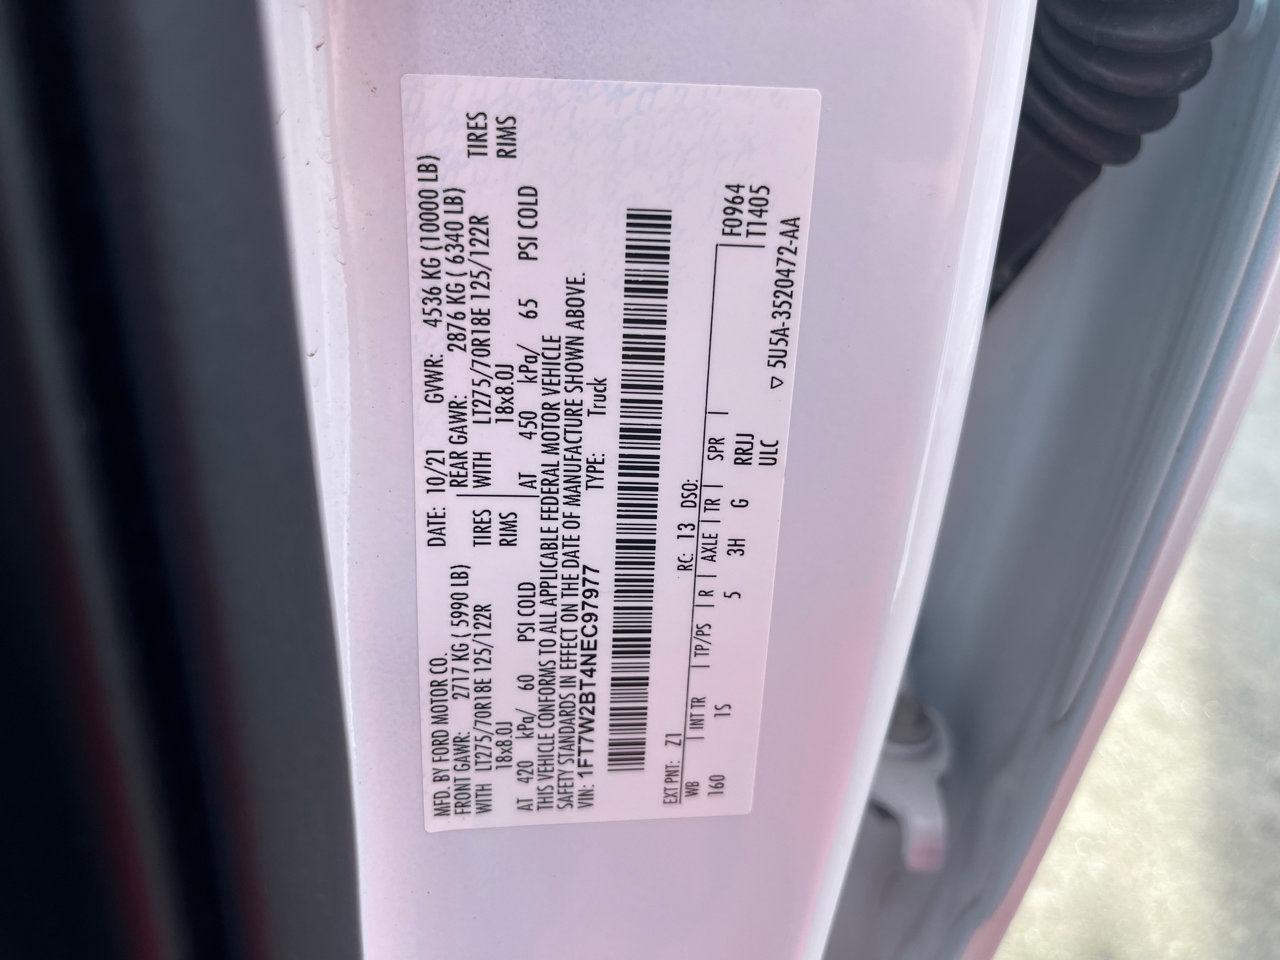 MFD. BY FORD MOTOR CO. DATE: 10/21 GVWR: 4536 KG (10000 LB)
FRONT GAWR: 2717 KG ( 5990 LB) REAR GAWR: 2876 KG ( 6340 LB)
WITH LT275/70R18E 125/122R TIRES WITH LT275/70R18E 125/122R TIRES
18x8.0J RIMS 18x8.0J RIMS
AT 420 kPa/ 60 PSI COLD AT 450 kPa/ 65 PSI COLD
THIS VEHICLE CONFORMS TO ALL APPLICABLE FEDERAL MOTOR VEHICLE
SAFETY STANDARDS IN EFFECT ON THE DATE OF MANUFACTURE SHOWN ABOVE.
VIN: 1FT7W2BT4NEC97977 TYPE: Truck
EXT PNT: Z1 RC: 13 DSO:
WB INT TR TP/PS R AXLE TR SPR F0964
160 1S 5 3H G RRJJ T1405
ULC
▽ 5U5A-3520472-AA